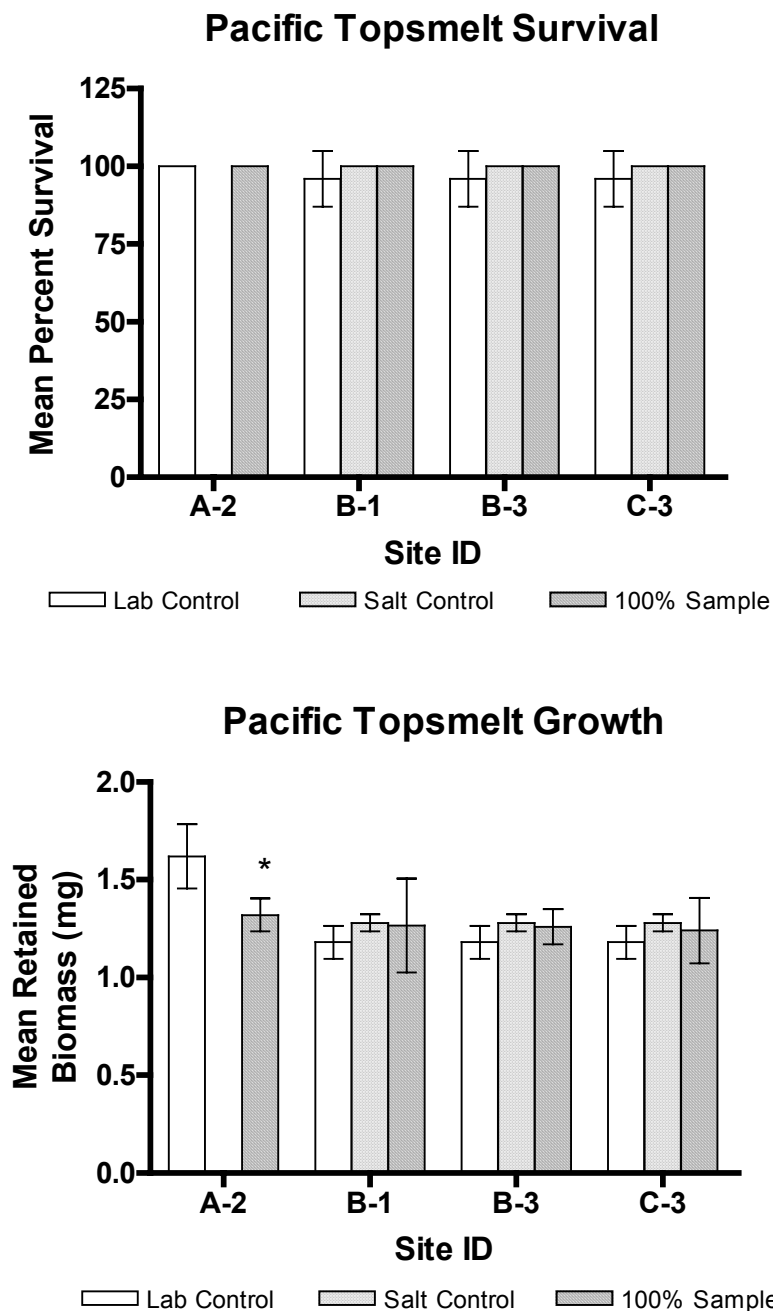 Pacific Topsmelt Survival
125
100
75
50
25
0
Mean Percent Survival
A-2 B-1 B-3 C-3
Site ID
Lab Control Salt Control 100% Sample
Pacific Topsmelt Growth
2.0
1.5
1.0
0.5
0.0
Mean Retained
Biomass (mg)
*
A-2 B-1 B-3 C-3
Site ID
Lab Control Salt Control 100% Sample